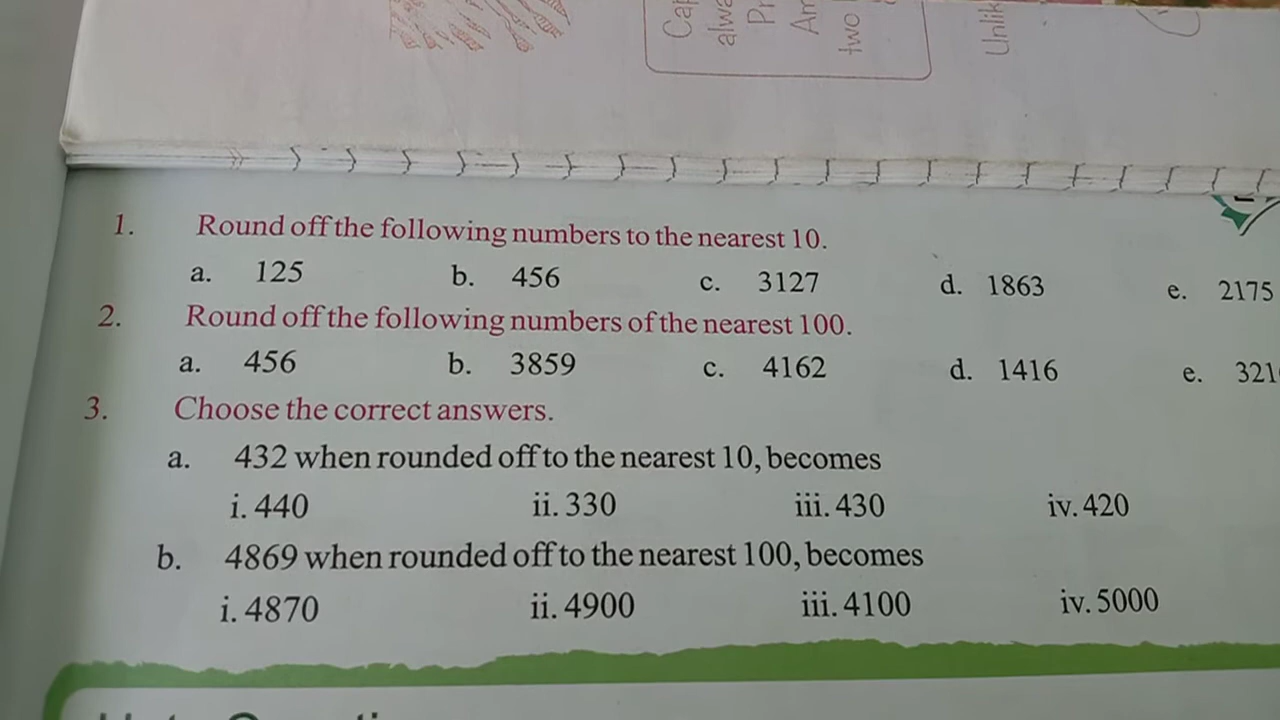 two
Unlik
1. Round off the following numbers to the nearest 10.
a. 125 b. 456 c. 3127 d. 1863 e. 2175
2. Round off the following numbers of the nearest 100.
a. 456 b. 3859 c. 4162 d. 1416 e. 321
3. Choose the correct answers.
a. 432 when rounded off to the nearest 10, becomes
i. 440 ii. 330 iii. 430 iv. 420
b. 4869 when rounded off to the nearest 100, becomes
i. 4870 ii. 4900 iii. 4100 iv. 5000